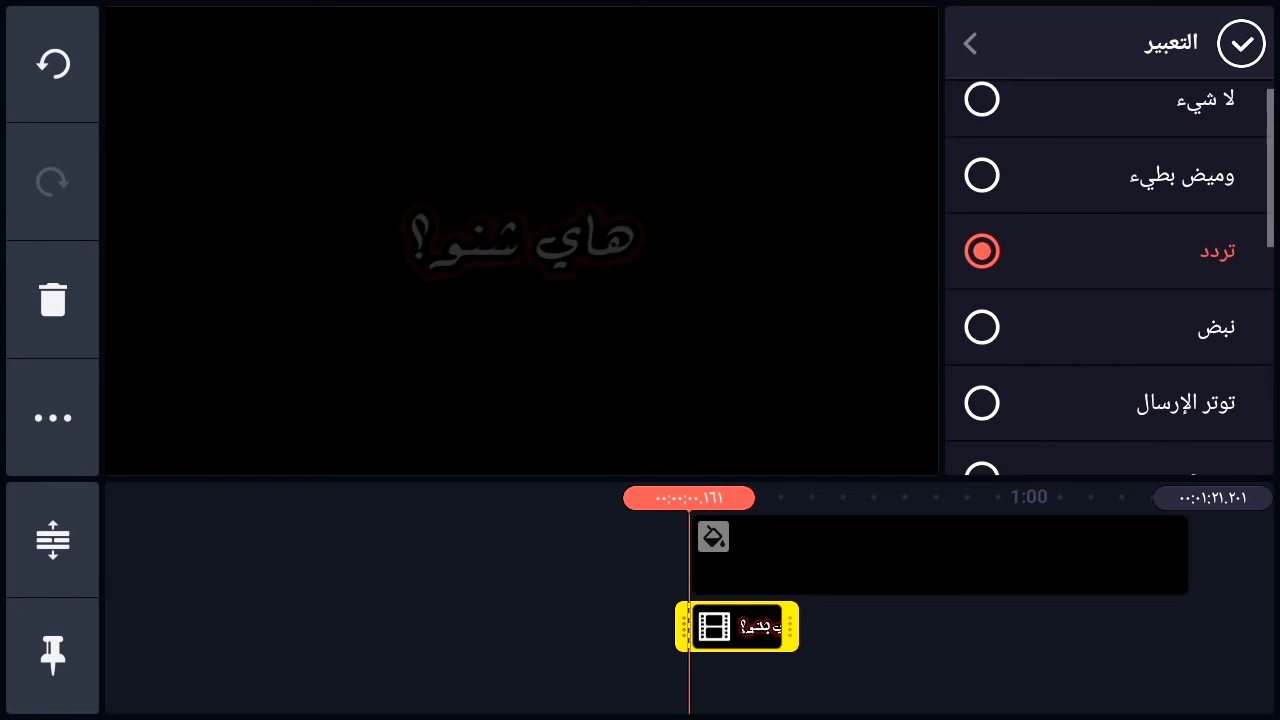 التعبير
لا شيء
وميض بطيء
تردد
نبض
توتر الإرسال
هاي شنو؟
٠٠:٠٠:٠٠.١٦١
1:00
٠٠:٠١:٢١.٢٠١